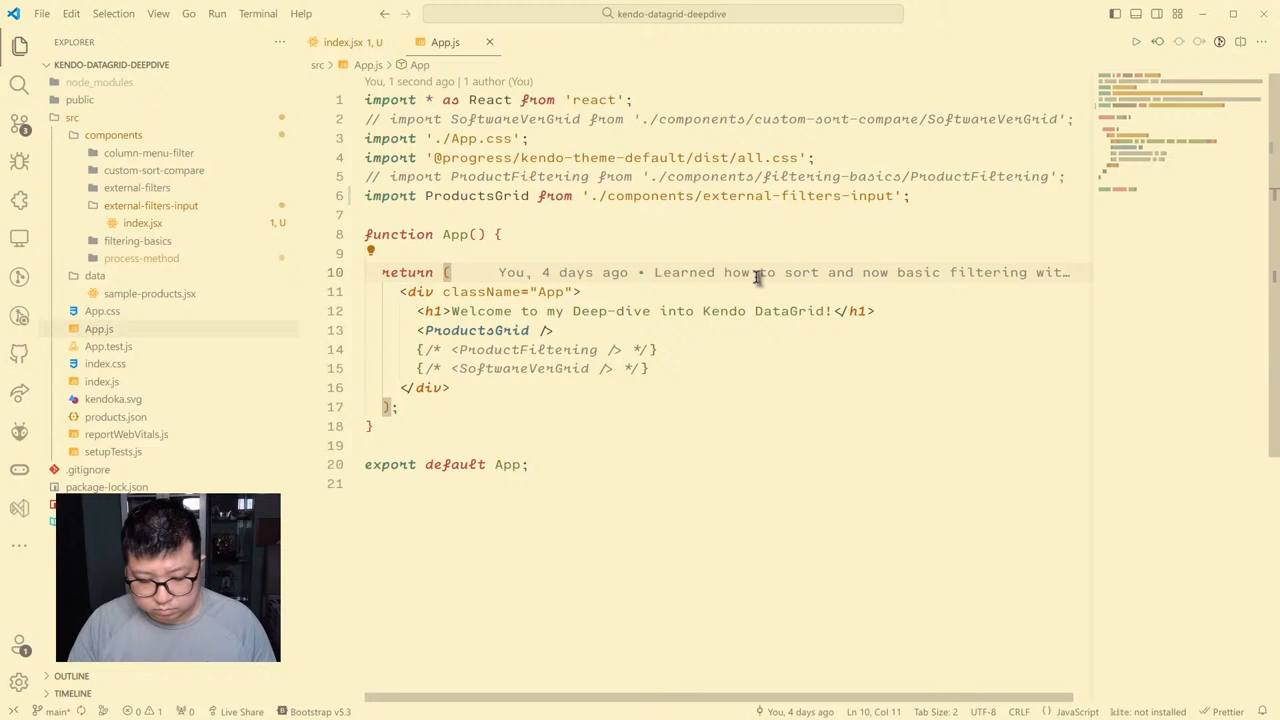 File Edit Selection View Go Run Terminal Help
kendo-datagrid-deepdive
EXPLORER
index.jsx 1, U
App.js
KENDO-DATAGRID-DEEPDIVE
src > App.js > App
node_modules
public
src
components
column-menu-filter
custom-sort-compare
external-filters
external-filters-input
index.jsx 1, U
filtering-basics
process-method
data
sample-products.jsx
App.css
App.js
App.test.js
index.css
index.js
kendoka.svg
products.json
reportWebVitals.js
setupTests.js
.gitignore
package-lock.json
OUTLINE
TIMELINE
3
1
You, 1 second ago | 1 author (You)
1 import * as React from 'react';
2 // import SoftwareVerGrid from './components/custom-sort-compare/SoftwareVerGrid';
3 import './App.css';
4 import '@progress/kendo-theme-default/dist/all.css';
5 // import ProductFiltering from './components/filtering-basics/ProductFiltering';
6 import ProductsGrid from './components/external-filters-input';
7
8 function App() {
9
10 return ( You, 4 days ago • Learned how to sort and now basic filtering wit…
11 <div className="App">
12 <h1>Welcome to my Deep-dive into Kendo DataGrid!</h1>
13 <ProductsGrid />
14 {/* <ProductFiltering /> */}
15 {/* <SoftwareVerGrid /> */}
16 </div>
17 );
18 }
19
20 export default App;
21
main* 0 1 0 Live Share Bootstrap v5.3 You, 4 days ago Ln 10, Col 11 Tab Size: 2 UTF-8 CRLF JavaScript kite: not installed Prettier